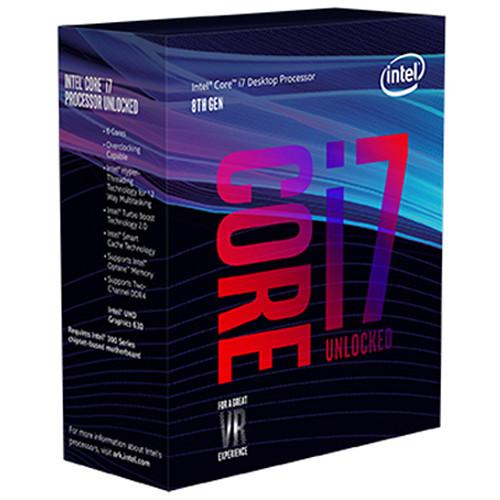 INTEL® CORE™ i7
PROCESSOR UNLOCKED
• 6 Cores
• Overclocking
Capable
• Intel® Hyper-
Threading
Technology for 12
Way Multitasking
• Intel® Turbo Boost
Technology 2.0
• Intel® Smart
Cache Technology
• Supports Intel®
Optane™ Memory
• Supports Two-
Channel DDR4
Intel® UHD
Graphics 630
Requires Intel® 300 Series
chipset-based motherboard
For more information about Intel's
processors, visit ark.intel.com
Intel® Core™ i7 Desktop Processor
8TH GEN
intel®
CORE
i7
UNLOCKED
FOR A GREAT
VR
EXPERIENCE